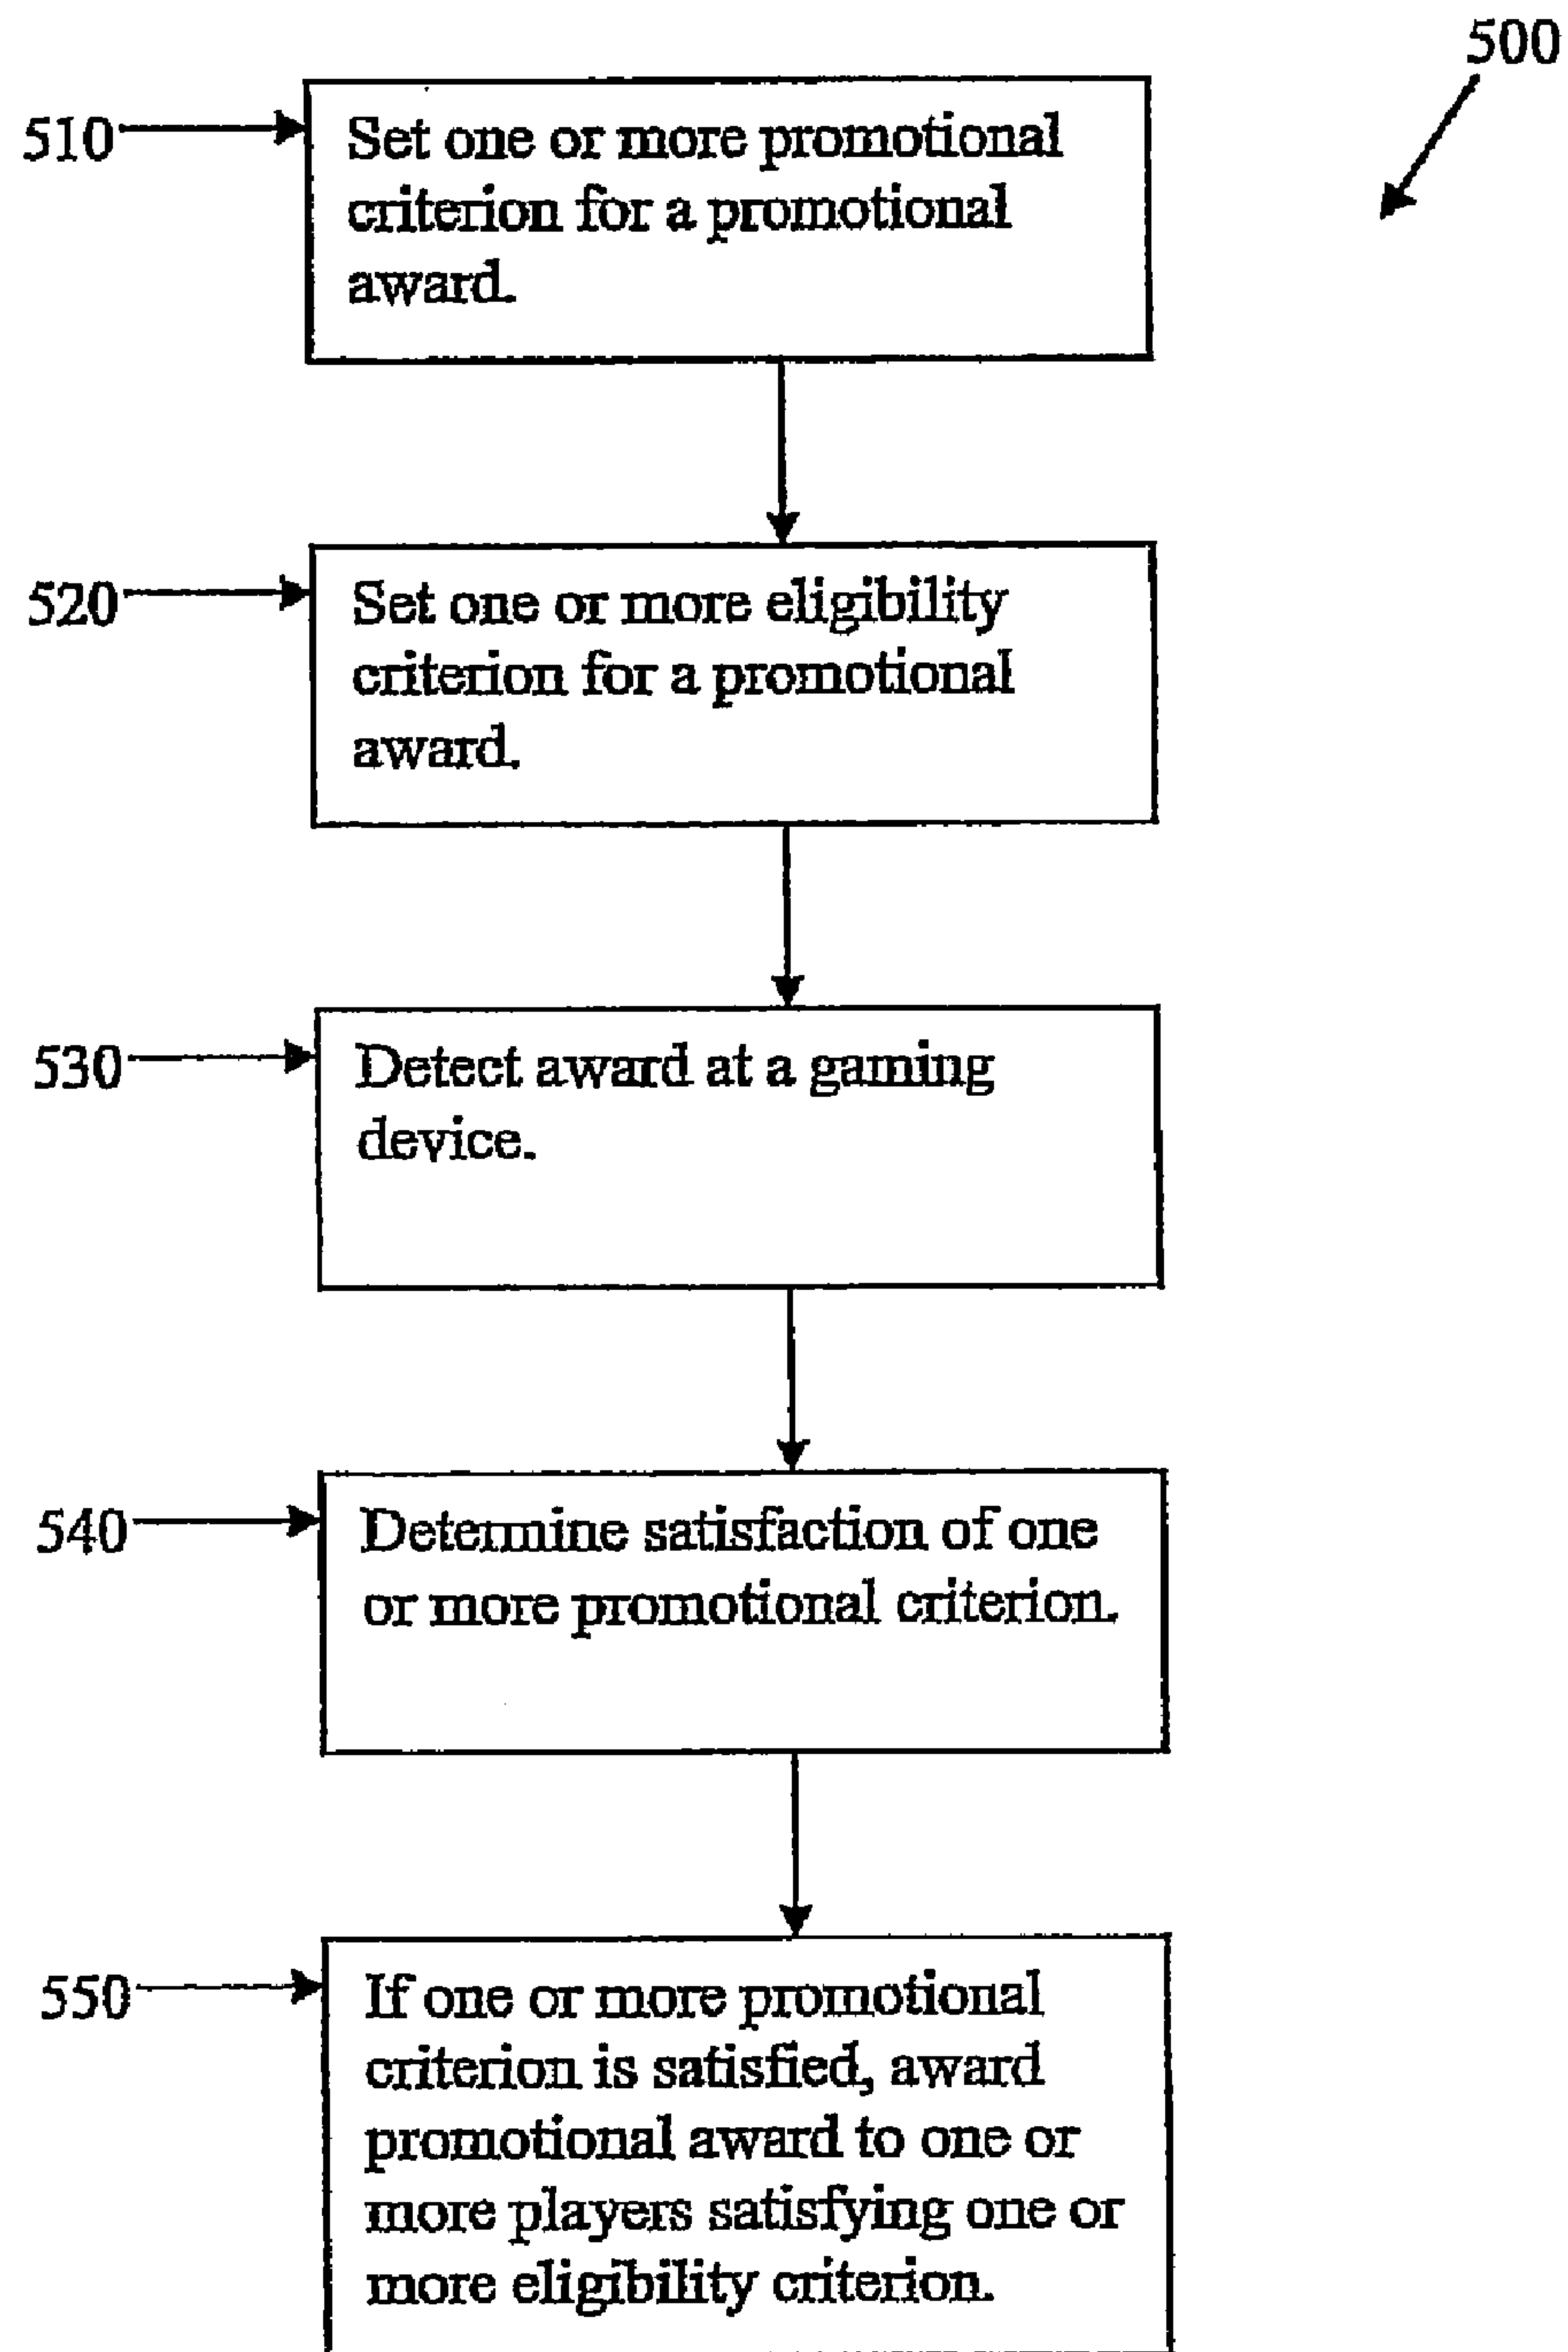 500
510
Set one or more promotional
criterion for a promotional
award.
520
Set one or more eligibility
criterion for a promotional
award.
530
Detect award at a gaming
device.
540
Determine satisfaction of one
or more promotional criterion.
550
If one or more promotional
criterion is satisfied, award
promotional award to one or
more players satisfying one or
more eligibility criterion.